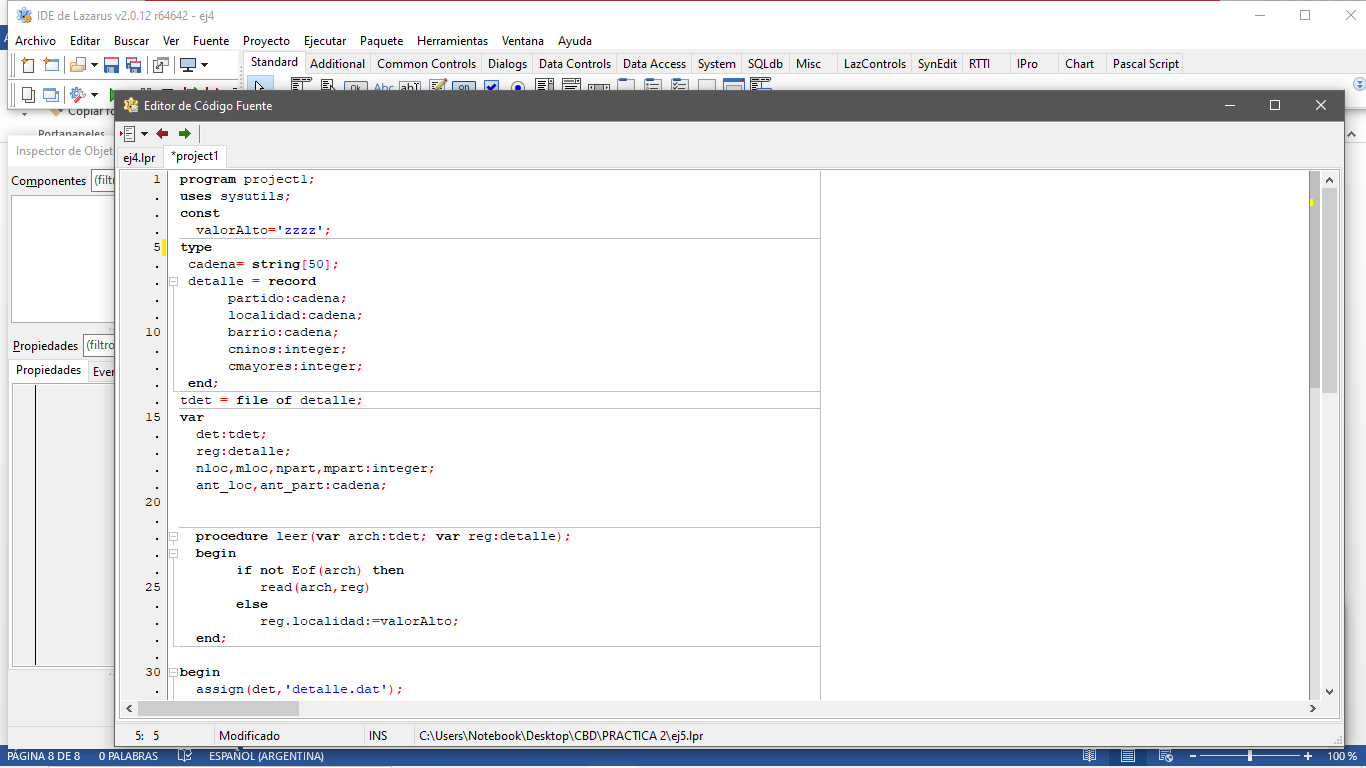 IDE de Lazarus v2.0.12 r64642 - ej4
Archivo Editar Buscar Ver Fuente Proyecto Ejecutar Paquete Herramientas Ventana Ayuda
Standard Additional Common Controls Dialogs Data Controls Data Access System SQLdb Misc LazControls SynEdit RTTI IPro Chart Pascal Script
Copiar fo
Portapapeles
Inspector de Objet
Componentes (filt
Propiedades (filtro
Propiedades Ever
Editor de Código Fuente
ej4.lpr *project1
1 program project1;
. uses sysutils;
. const
. valorAlto='zzzz';
5 type
. cadena= string[50];
. detalle = record
. partido:cadena;
. localidad:cadena;
10 barrio:cadena;
. cninos:integer;
. cmayores:integer;
. end;
. tdet = file of detalle;
15 var
. det:tdet;
. reg:detalle;
. nloc,mloc,npart,mpart:integer;
. ant_loc,ant_part:cadena;
20
.
. procedure leer(var arch:tdet; var reg:detalle);
. begin
. if not Eof(arch) then
25 read(arch,reg)
. else
. reg.localidad:=valorAlto;
. end;
.
30 begin
. assign(det,'detalle.dat');
5: 5 Modificado INS C:\Users\Notebook\Desktop\CBD\PRACTICA 2\ej5.lpr
PÁGINA 8 DE 8 0 PALABRAS ESPAÑOL (ARGENTINA) 100 %